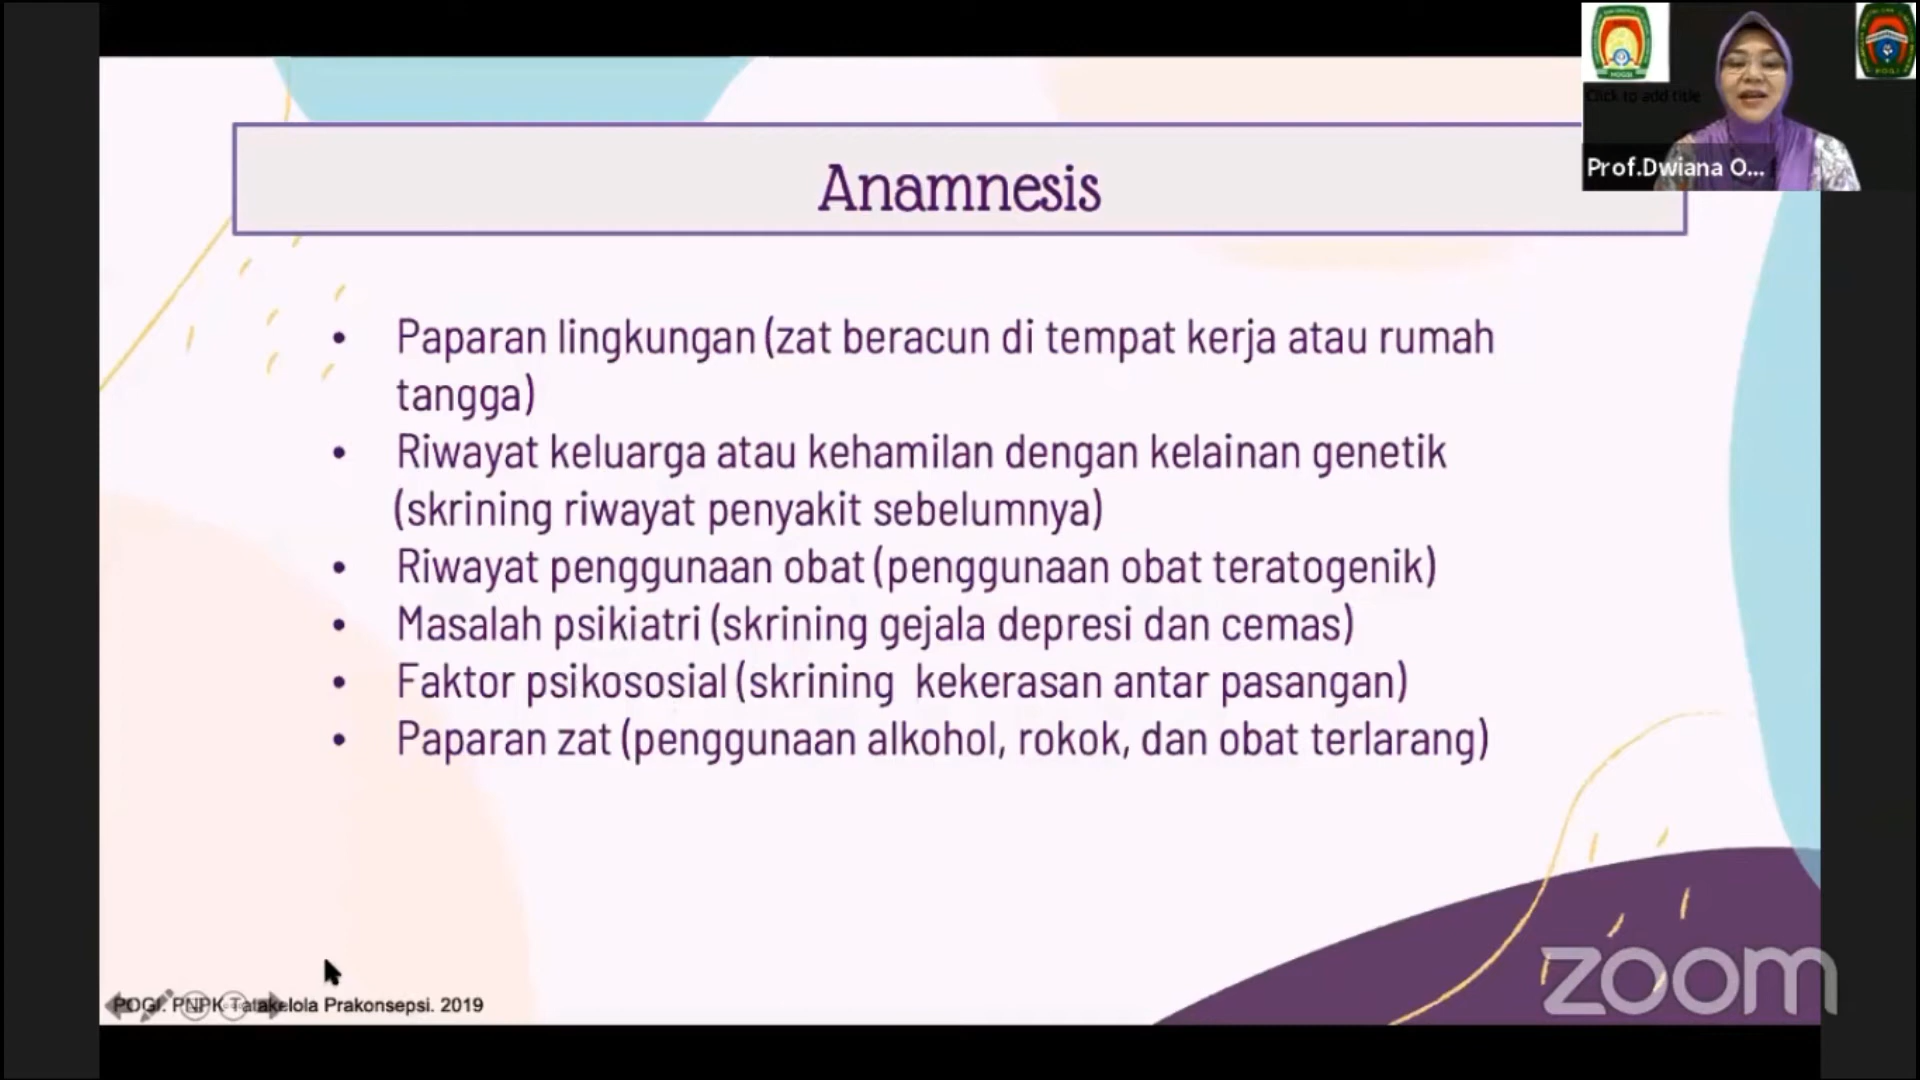 Click to add title
HOGSI
POGI
Prof.Dwiana O...
Anamnesis
• Paparan lingkungan (zat beracun di tempat kerja atau rumah
tangga)
• Riwayat keluarga atau kehamilan dengan kelainan genetik
(skrining riwayat penyakit sebelumnya)
• Riwayat penggunaan obat (penggunaan obat teratogenik)
• Masalah psikiatri (skrining gejala depresi dan cemas)
• Faktor psikososial (skrining kekerasan antar pasangan)
• Paparan zat (penggunaan alkohol, rokok, dan obat terlarang)
POGI. PNPK Tatakelola Prakonsepsi. 2019
zoom